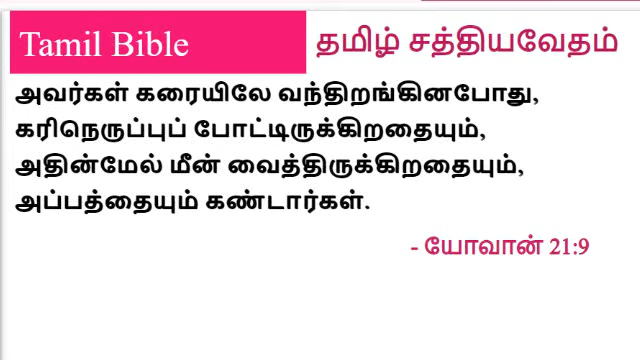 Tamil Bible
தமிழ் சத்தியவேதம்
அவர்கள் கரையிலே வந்திறங்கினபோது,
கரிநெருப்புப் போட்டிருக்கிறதையும்,
அதின்மேல் மீன் வைத்திருக்கிறதையும்,
அப்பத்தையும் கண்டார்கள்.
- யோவான் 21:9